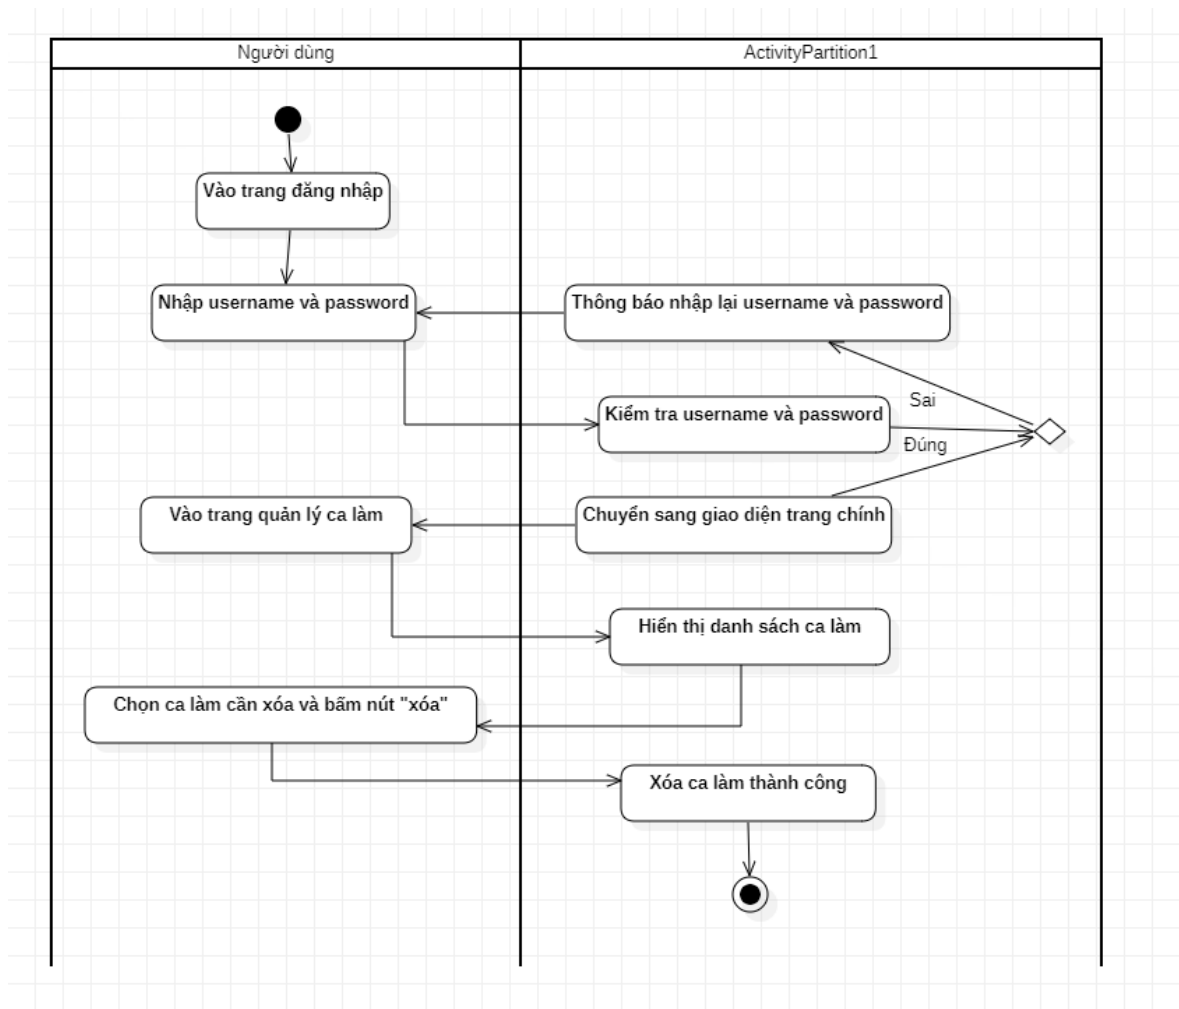 Người dùng
ActivityPartition1
Vào trang đăng nhập
Nhập username và password
Thông báo nhập lại username và password
Sai
Kiểm tra username và password
Đúng
Vào trang quản lý ca làm
Chuyển sang giao diện trang chính
Hiển thị danh sách ca làm
Chọn ca làm cần xóa và bấm nút "xóa"
Xóa ca làm thành công